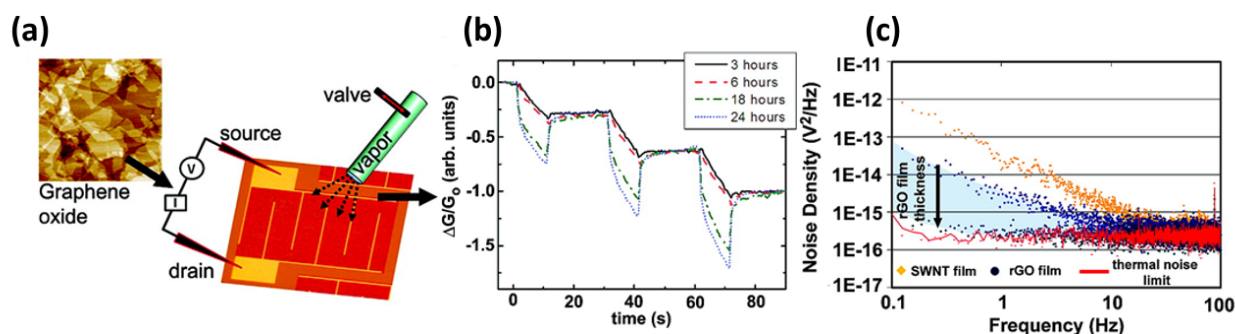 (a)
valve
vapor
source
V
Graphene
oxide
I
drain
(b)
ΔG/Go (arb. units)
0.0
-0.5
-1.0
-1.5
3 hours
6 hours
18 hours
24 hours
0 20 40 60 80
time (s)
(c)
Noise Density (V²/Hz)
1E-11
1E-12
1E-13
1E-14
1E-15
1E-16
1E-17
rGO film
thickness
SWNT film rGO film thermal noise
limit
0.1 1 10 100
Frequency (Hz)